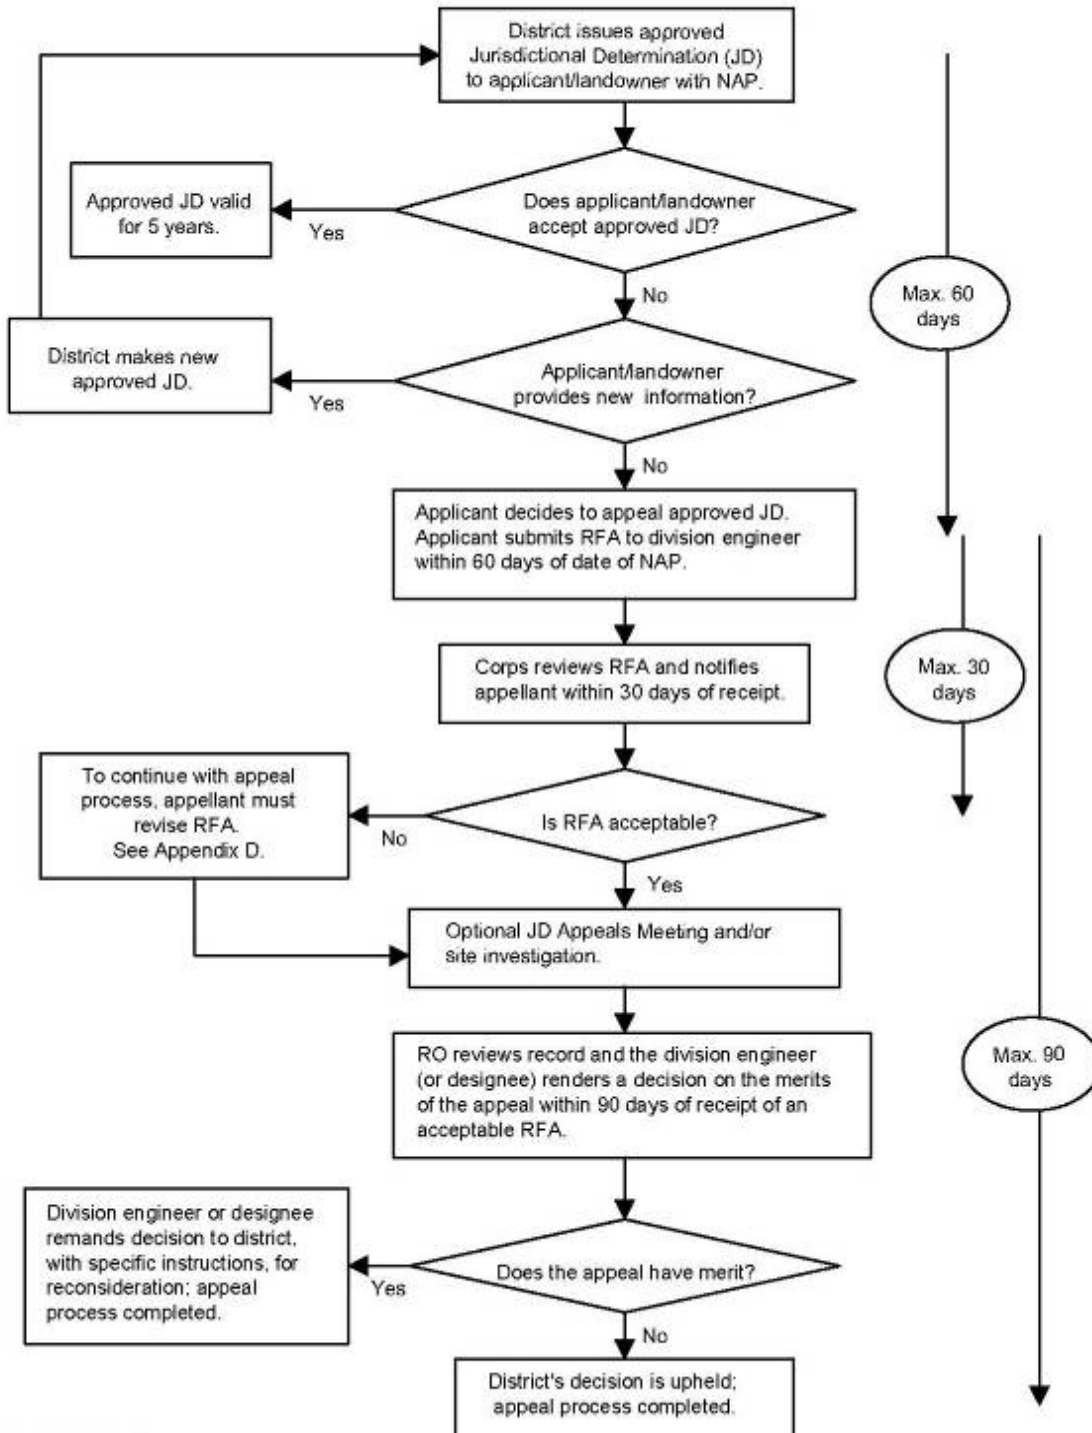 District issues approved
Jurisdictional Determination (JD)
to applicant/landowner with NAP.
Does applicant/landowner
accept approved JD?
Yes
Approved JD valid
for 5 years.
No
Max. 60
days
Applicant/landowner
provides new information?
Yes
District makes new
approved JD.
No
Applicant decides to appeal approved JD.
Applicant submits RFA to division engineer
within 60 days of date of NAP.
Corps reviews RFA and notifies
appellant within 30 days of receipt.
Max. 30
days
Is RFA acceptable?
No
To continue with appeal
process, appellant must
revise RFA.
See Appendix D.
Yes
Optional JD Appeals Meeting and/or
site investigation.
RO reviews record and the division engineer
(or designee) renders a decision on the merits
of the appeal within 90 days of receipt of an
acceptable RFA.
Max. 90
days
Does the appeal have merit?
Yes
Division engineer or designee
remands decision to district,
with specific instructions, for
reconsideration; appeal
process completed.
No
District's decision is upheld;
appeal process completed.